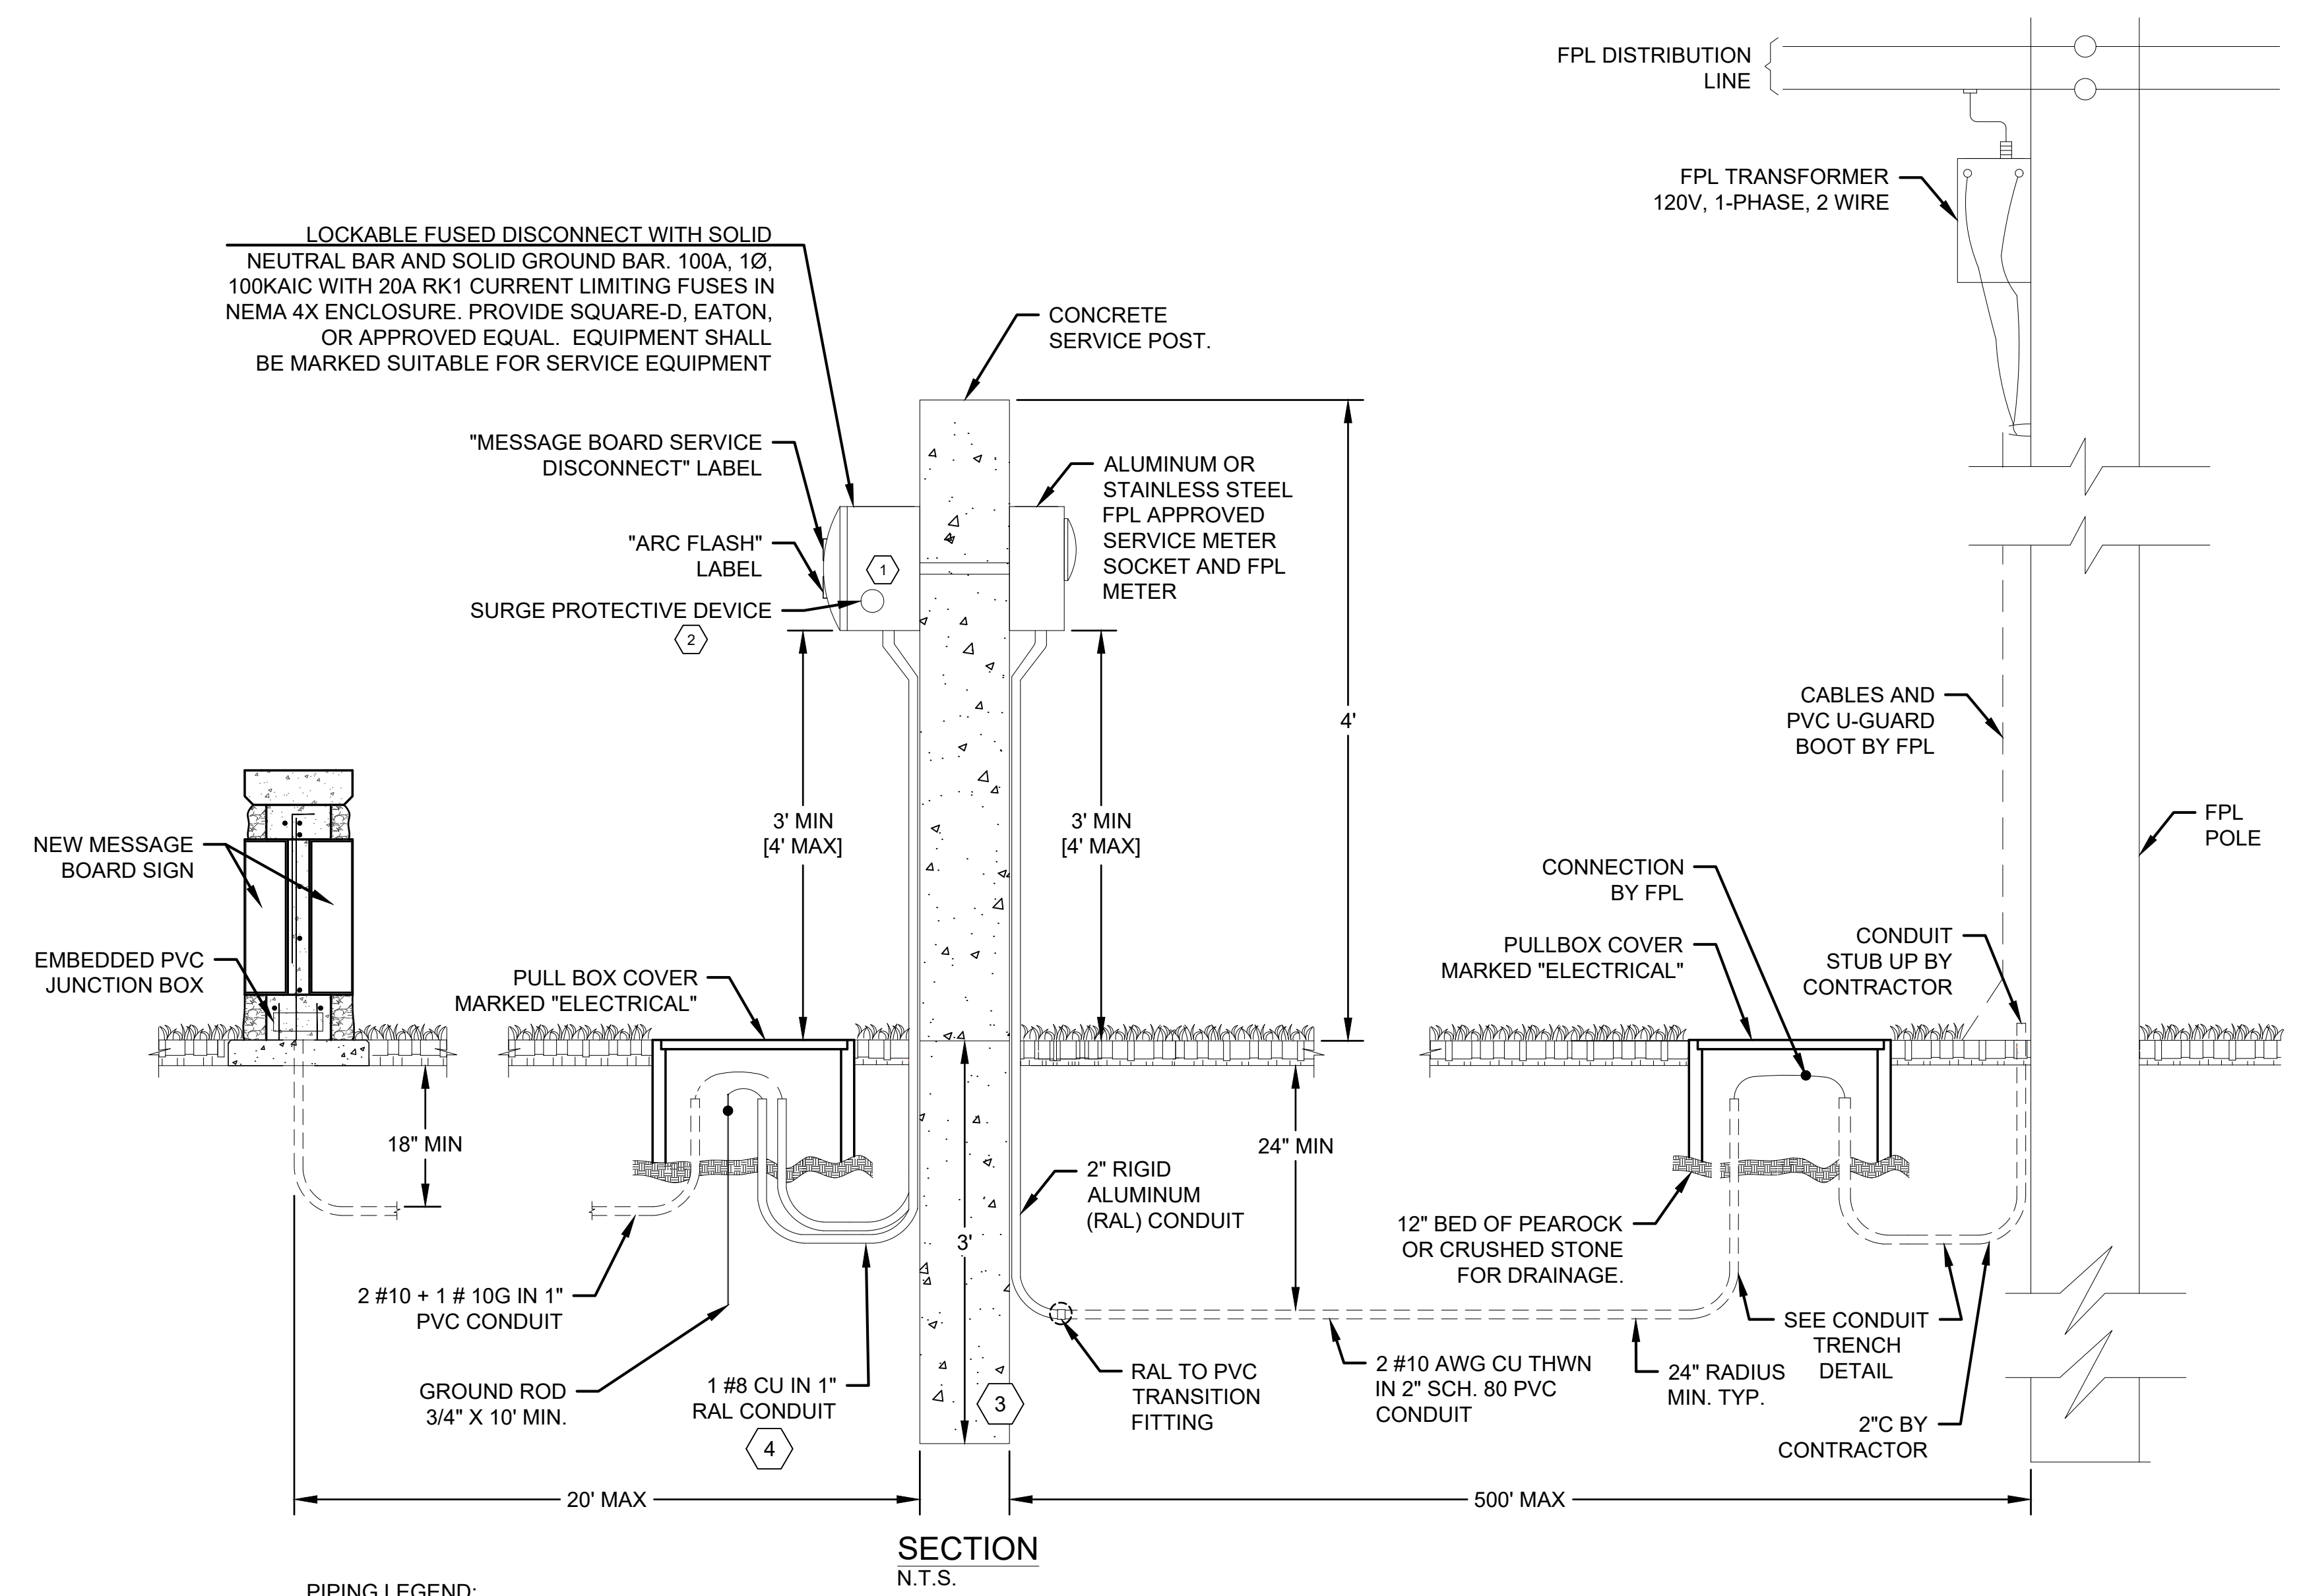 FPL DISTRIBUTION
LINE
FPL TRANSFORMER
120V, 1-PHASE, 2 WIRE
LOCKABLE FUSED DISCONNECT WITH SOLID
NEUTRAL BAR AND SOLID GROUND BAR. 100A, 1Ø,
100KAIC WITH 20A RK1 CURRENT LIMITING FUSES IN
NEMA 4X ENCLOSURE. PROVIDE SQUARE-D, EATON,
OR APPROVED EQUAL. EQUIPMENT SHALL
BE MARKED SUITABLE FOR SERVICE EQUIPMENT
CONCRETE
SERVICE POST.
"MESSAGE BOARD SERVICE
DISCONNECT" LABEL
ALUMINUM OR
STAINLESS STEEL
FPL APPROVED
SERVICE METER
SOCKET AND FPL
METER
"ARC FLASH"
LABEL
1
SURGE PROTECTIVE DEVICE
2
4'
CABLES AND
PVC U-GUARD
BOOT BY FPL
3' MIN
[4' MAX]
3' MIN
[4' MAX]
FPL
POLE
NEW MESSAGE
BOARD SIGN
CONNECTION
BY FPL
EMBEDDED PVC
JUNCTION BOX
PULL BOX COVER
MARKED "ELECTRICAL"
PULLBOX COVER
MARKED "ELECTRICAL"
CONDUIT
STUB UP BY
CONTRACTOR
18" MIN
24" MIN
2" RIGID
ALUMINUM
(RAL) CONDUIT
3'
12" BED OF PEAROCK
OR CRUSHED STONE
FOR DRAINAGE.
2 #10 + 1 # 10G IN 1"
PVC CONDUIT
SEE CONDUIT
TRENCH
DETAIL
GROUND ROD
3/4" X 10' MIN.
1 #8 CU IN 1"
RAL CONDUIT
4
3
RAL TO PVC
TRANSITION
FITTING
2 #10 AWG CU THWN
IN 2" SCH. 80 PVC
CONDUIT
24" RADIUS
MIN. TYP.
2"C BY
CONTRACTOR
20' MAX
500' MAX
SECTION
N.T.S.
PIPING LEGEND: